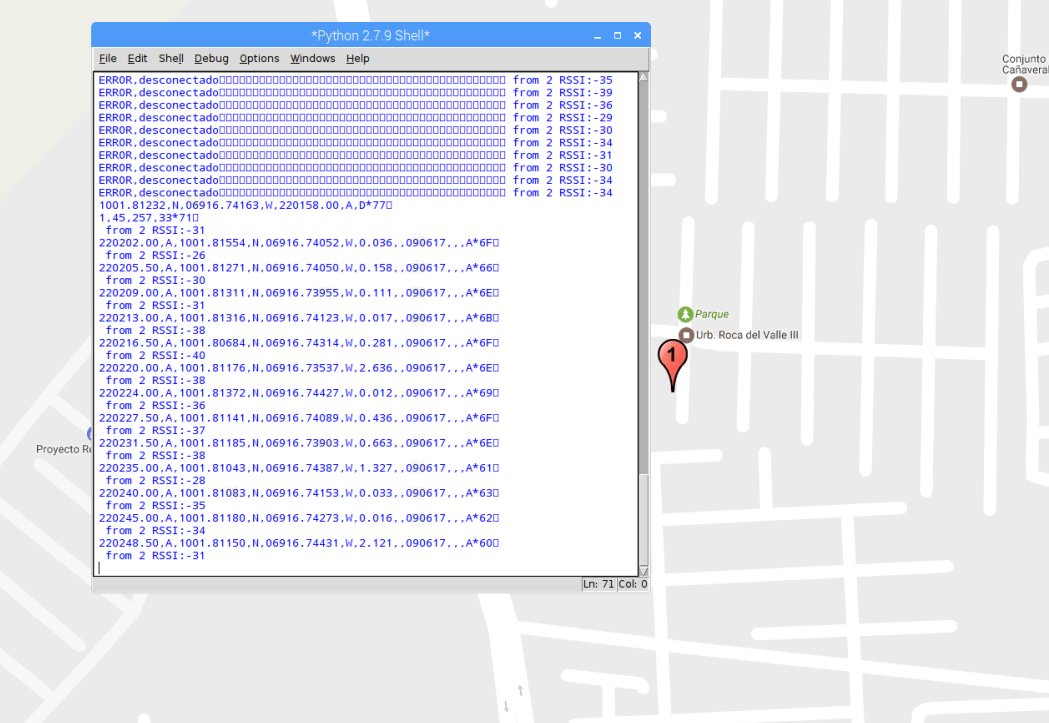 *Python 2.7.9 Shell*
File Edit Shell Debug Options Windows Help
ERROR,desconectado from 2 RSSI:-35
ERROR,desconectado from 2 RSSI:-39
ERROR,desconectado from 2 RSSI:-36
ERROR,desconectado from 2 RSSI:-29
ERROR,desconectado from 2 RSSI:-30
ERROR,desconectado from 2 RSSI:-34
ERROR,desconectado from 2 RSSI:-31
ERROR,desconectado from 2 RSSI:-30
ERROR,desconectado from 2 RSSI:-34
ERROR,desconectado from 2 RSSI:-34
1001.81232,N,06916.74163,W,220158.00,A,D*77
1,45,257,33*71
from 2 RSSI:-31
220202.00,A,1001.81554,N,06916.74052,W,0.036,,090617,,,A*6F
from 2 RSSI:-26
220205.50,A,1001.81271,N,06916.74050,W,0.158,,090617,,,A*66
from 2 RSSI:-30
220209.00,A,1001.81311,N,06916.73955,W,0.111,,090617,,,A*6E
from 2 RSSI:-31
220213.00,A,1001.81316,N,06916.74123,W,0.017,,090617,,,A*6B
from 2 RSSI:-38
220216.50,A,1001.80684,N,06916.74314,W,0.281,,090617,,,A*6F
from 2 RSSI:-40
220220.00,A,1001.81176,N,06916.73537,W,2.636,,090617,,,A*6E
from 2 RSSI:-38
220224.00,A,1001.81372,N,06916.74427,W,0.012,,090617,,,A*69
from 2 RSSI:-36
220227.50,A,1001.81141,N,06916.74089,W,0.436,,090617,,,A*6F
from 2 RSSI:-37
220231.50,A,1001.81185,N,06916.73903,W,0.663,,090617,,,A*6E
from 2 RSSI:-38
220235.00,A,1001.81043,N,06916.74387,W,1.327,,090617,,,A*61
from 2 RSSI:-28
220240.00,A,1001.81083,N,06916.74153,W,0.033,,090617,,,A*63
from 2 RSSI:-35
220245.00,A,1001.81180,N,06916.74273,W,0.016,,090617,,,A*62
from 2 RSSI:-34
220248.50,A,1001.81150,N,06916.74431,W,2.121,,090617,,,A*60
from 2 RSSI:-31
Ln: 71 Col: 0
Conjunto
Cañaveral
Parque
Urb. Roca del Valle III
1
Proyecto